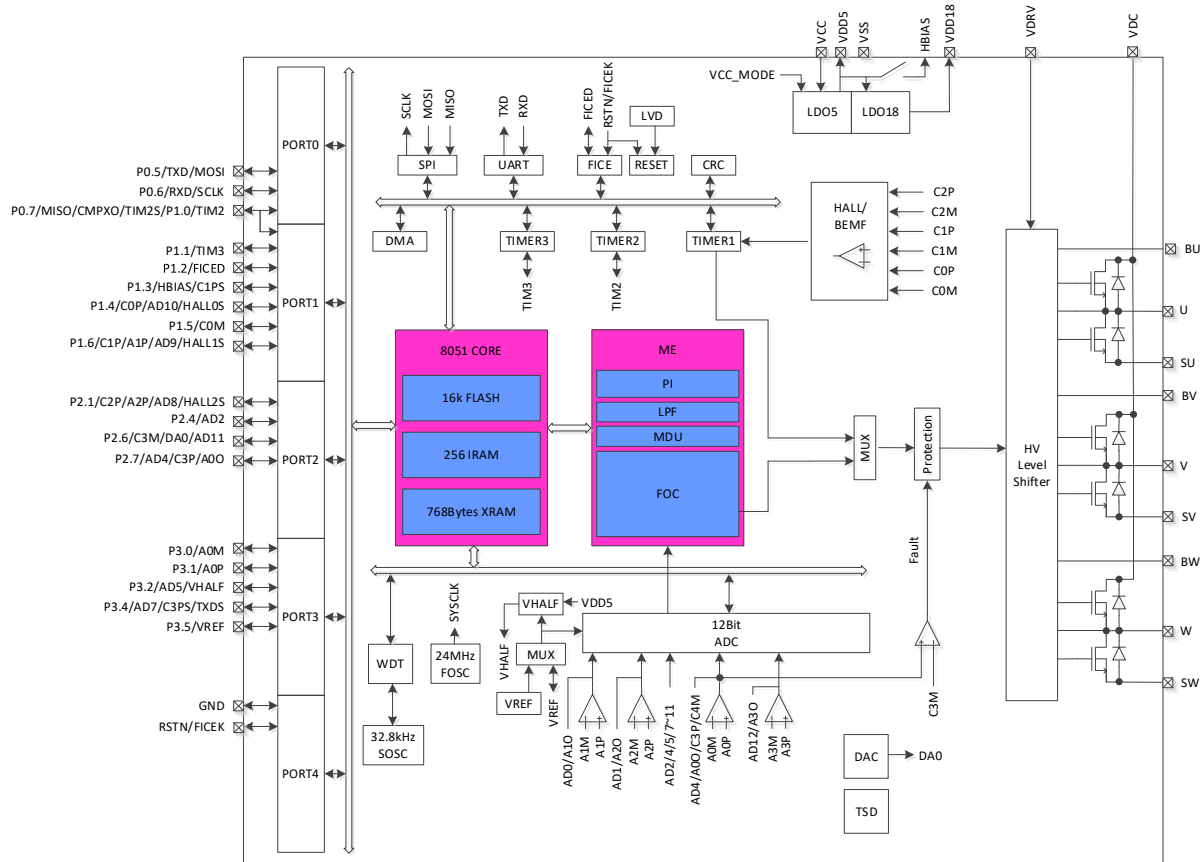 VCC
VDD5
VSS
HBIAS
VDD18
VDRV
VDC
VCC_MODE
LDO5
LDO18
PORT0
SCLK
MOSI
MISO
TXD
RXD
FICED
RSTN/FICEK
LVD
SPI
UART
FICE
RESET
CRC
P0.5/TXD/MOSI
P0.6/RXD/SCLK
P0.7/MISO/CMPXO/TIM2S/P1.0/TIM2
DMA
TIMER3
TIMER2
TIMER1
TIM3
TIM2
HALL/
BEMF
C2P
C2M
C1P
C1M
C0P
C0M
PORT1
P1.1/TIM3
P1.2/FICED
P1.3/HBIAS/C1PS
P1.4/C0P/AD10/HALL0S
P1.5/C0M
P1.6/C1P/A1P/AD9/HALL1S
8051 CORE
16k FLASH
256 IRAM
768Bytes XRAM
ME
PI
LPF
MDU
FOC
MUX
Protection
Fault
HV
Level
Shifter
BU
U
SU
BV
V
SV
BW
W
SW
PORT2
P2.1/C2P/A2P/AD8/HALL2S
P2.4/AD2
P2.6/C3M/DA0/AD11
P2.7/AD4/C3P/A0O
PORT3
P3.0/A0M
P3.1/A0P
P3.2/AD5/VHALF
P3.4/AD7/C3PS/TXDS
P3.5/VREF
PORT4
GND
RSTN/FICEK
WDT
32.8kHz
SOSC
SYSCLK
24MHz
FOSC
VHALF
VDD5
VHALF
MUX
VREF
VREF
12Bit
ADC
AD0/A1O
A1M
A1P
AD1/A2O
A2M
A2P
AD2/4/5/7~11
AD4/A0O/C3P/C4M
A0M
A0P
AD12/A3O
A3M
A3P
C3M
DAC
DA0
TSD